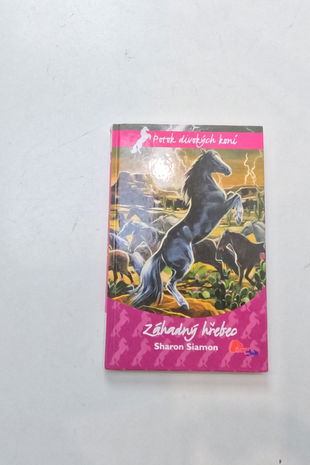 Potok divokých koní
Záhadný hřebec
Sharon Siamon